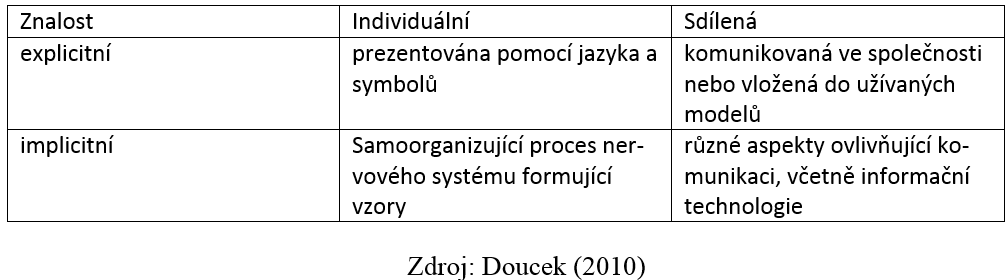 Znalost Individuální Sdílená
explicitní prezentována pomocí jazyka a komunikovaná ve společnosti
symbolů nebo vložená do užívaných
modelů
implicitní Samoorganizující proces ner- různé aspekty ovlivňující ko-
vového systému formující munikaci, včetně informační
vzory technologie
Zdroj: Doucek (2010)